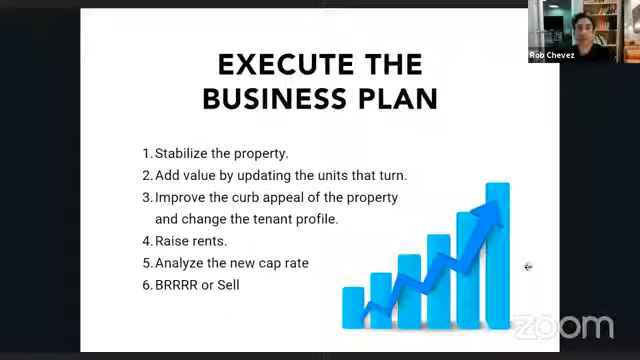 EXECUTE THE
BUSINESS PLAN
1. Stabilize the property.
2. Add value by updating the units that turn.
3. Improve the curb appeal of the property
and change the tenant profile.
4. Raise rents.
5. Analyze the new cap rate
6. BRRRR or Sell
Rob Chevez
zoom